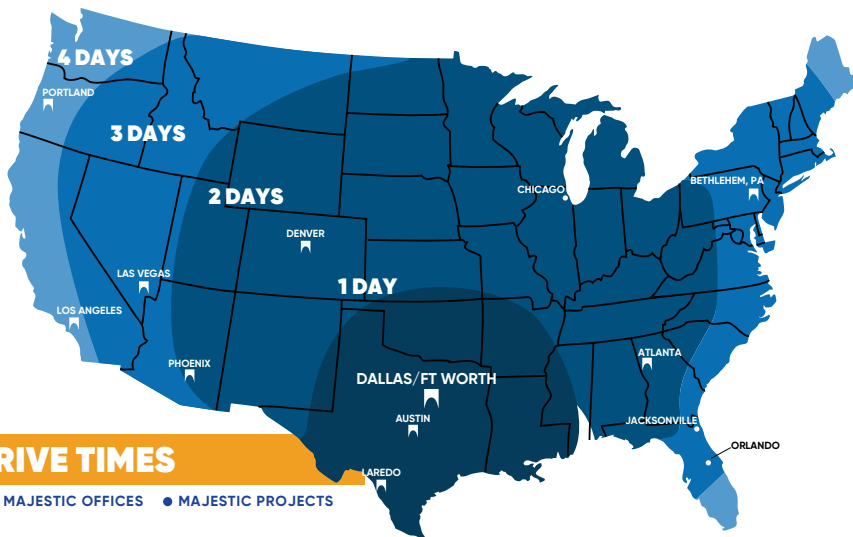 4 DAYS
PORTLAND
3 DAYS
CHICAGO
BETHLEHEM, PA
2 DAYS
DENVER
LAS VEGAS
1 DAY
LOS ANGELES
PHOENIX
ATLANTA
DALLAS/FT WORTH
AUSTIN
JACKSONVILLE
ORLANDO
RIVE TIMES
LAREDO
MAJESTIC OFFICES
MAJESTIC PROJECTS